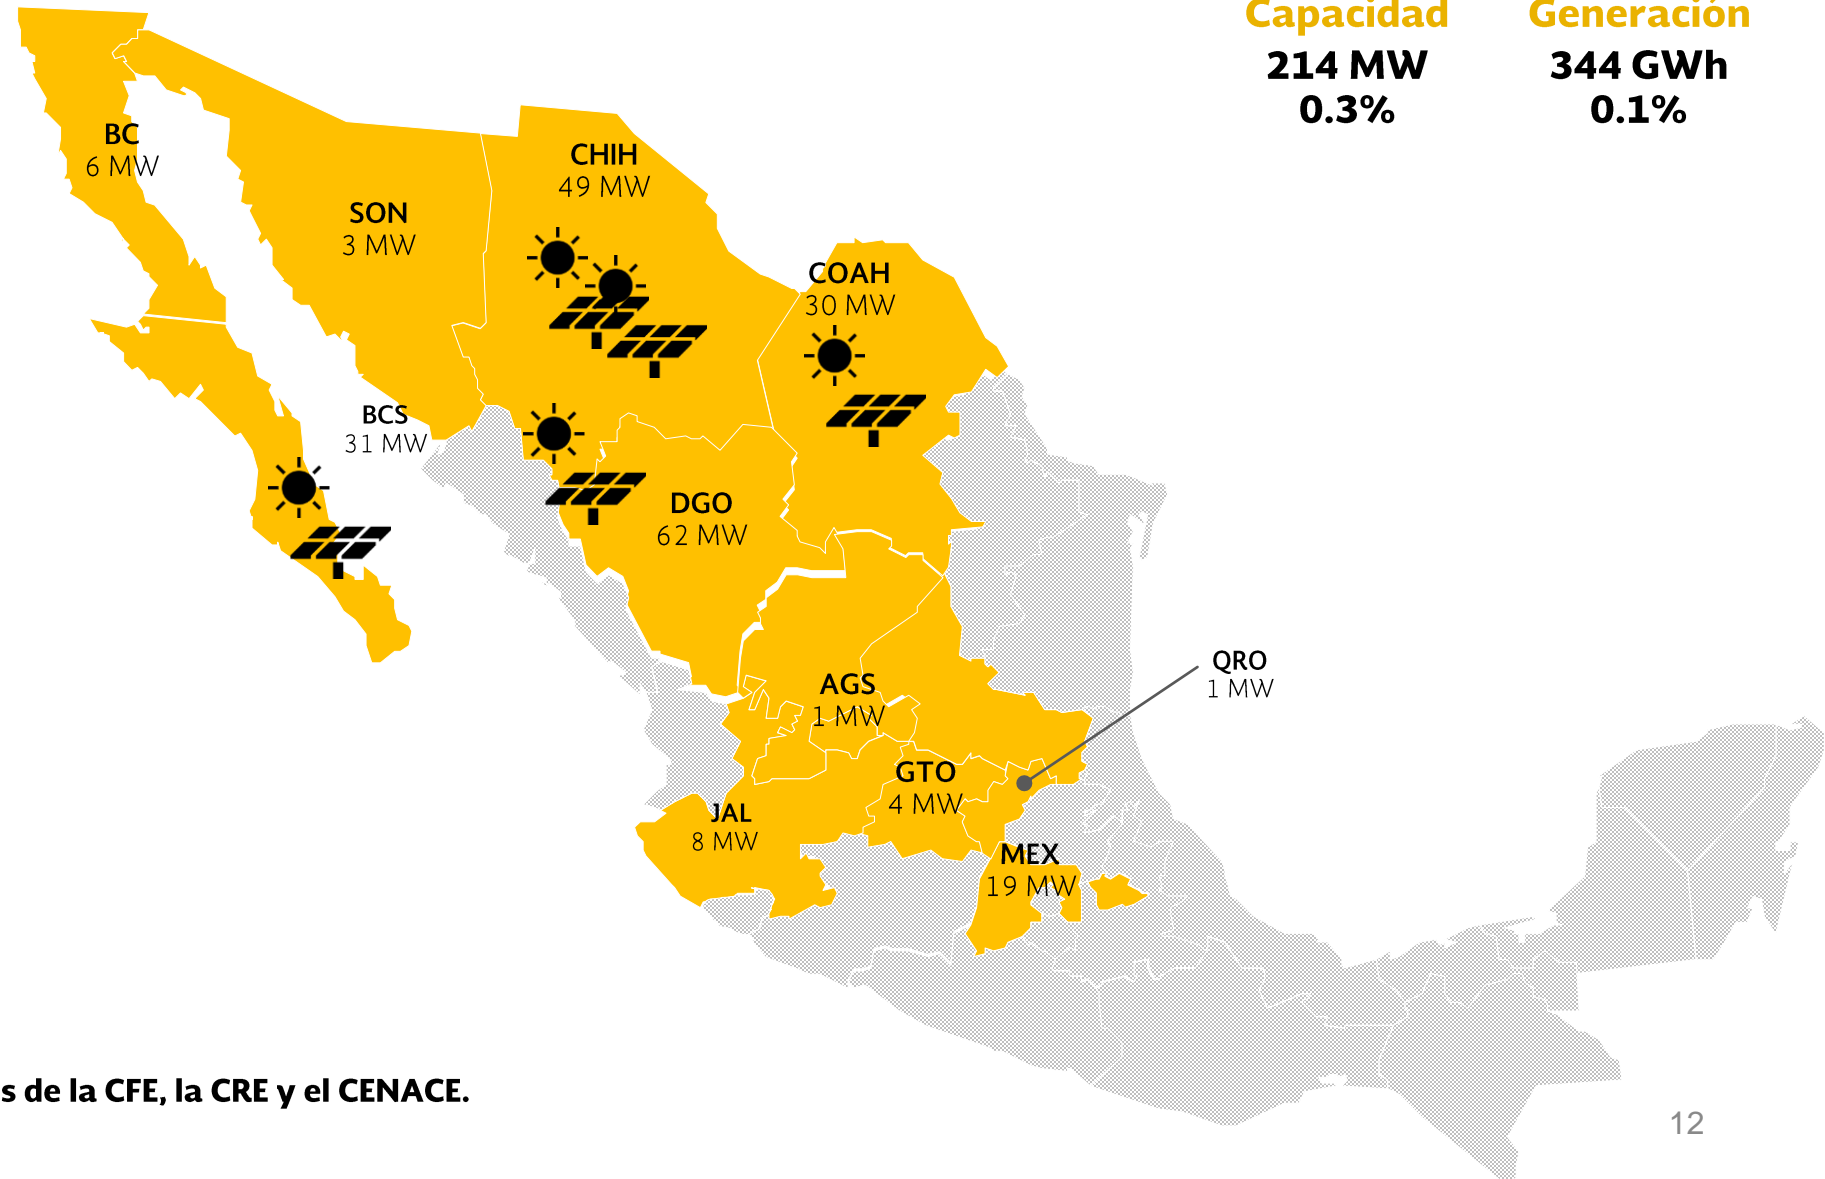 Capacidad
214 MW
0.3%
Generación
344 GWh
0.1%
BC
6 MW
SON
3 MW
CHIH
49 MW
COAH
30 MW
BCS
31 MW
DGO
62 MW
QRO
1 MW
AGS
1 MW
GTO
4 MW
JAL
8 MW
MEX
19 MW
s de la CFE, la CRE y el CENACE.
12